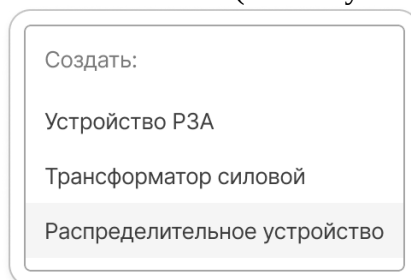 Создать:
Устройство РЗА
Трансформатор силовой
Распределительное устройство